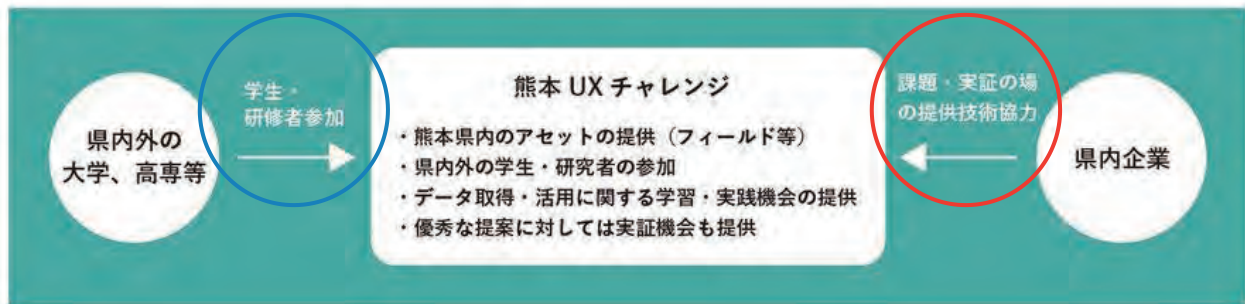 県内外の
大学、高専等
学生・
研修者参加
熊本 UX チャレンジ
・熊本県内のアセットの提供（フィールド等）
・県内外の学生・研究者の参加
・データ取得・活用に関する学習・実践機会の提供
・優秀な提案に対しては実証機会も提供
課題・実証の場
の提供技術協力
県内企業